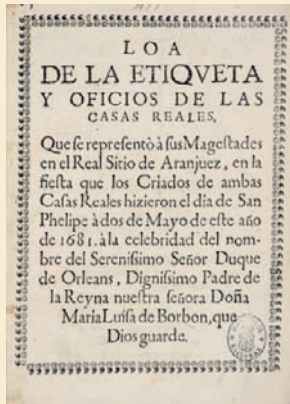 LOA
DE LA ETIQVETA
Y OFICIOS DE LAS
CASAS REALES,
Que se representò à sus Magestades
en el Real Sitio de Aranjuez, en la
fiesta que los Criados de ambas
Casas Reales hizieron el dia de San
Phelipe à dos de Mayo de este año
de 1681. à la celebridad del nom-
bre del Serenissimo Señor Duque
de Orleans, Dignissimo Padre de
la Reyna nuestra señora Doña
Maria Luisa de Borbon, que
Dios guarde.